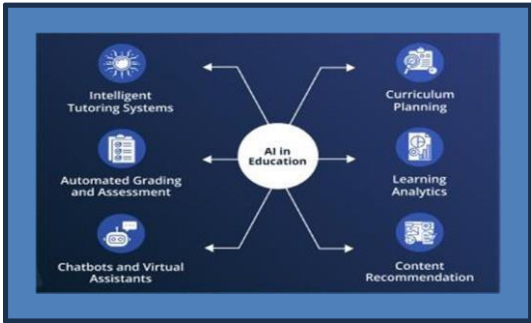 Intelligent
Tutoring Systems
Curriculum
Planning
AI in
Education
Automated Grading
and Assessment
Learning
Analytics
Chatbots and Virtual
Assistants
Content
Recommendation